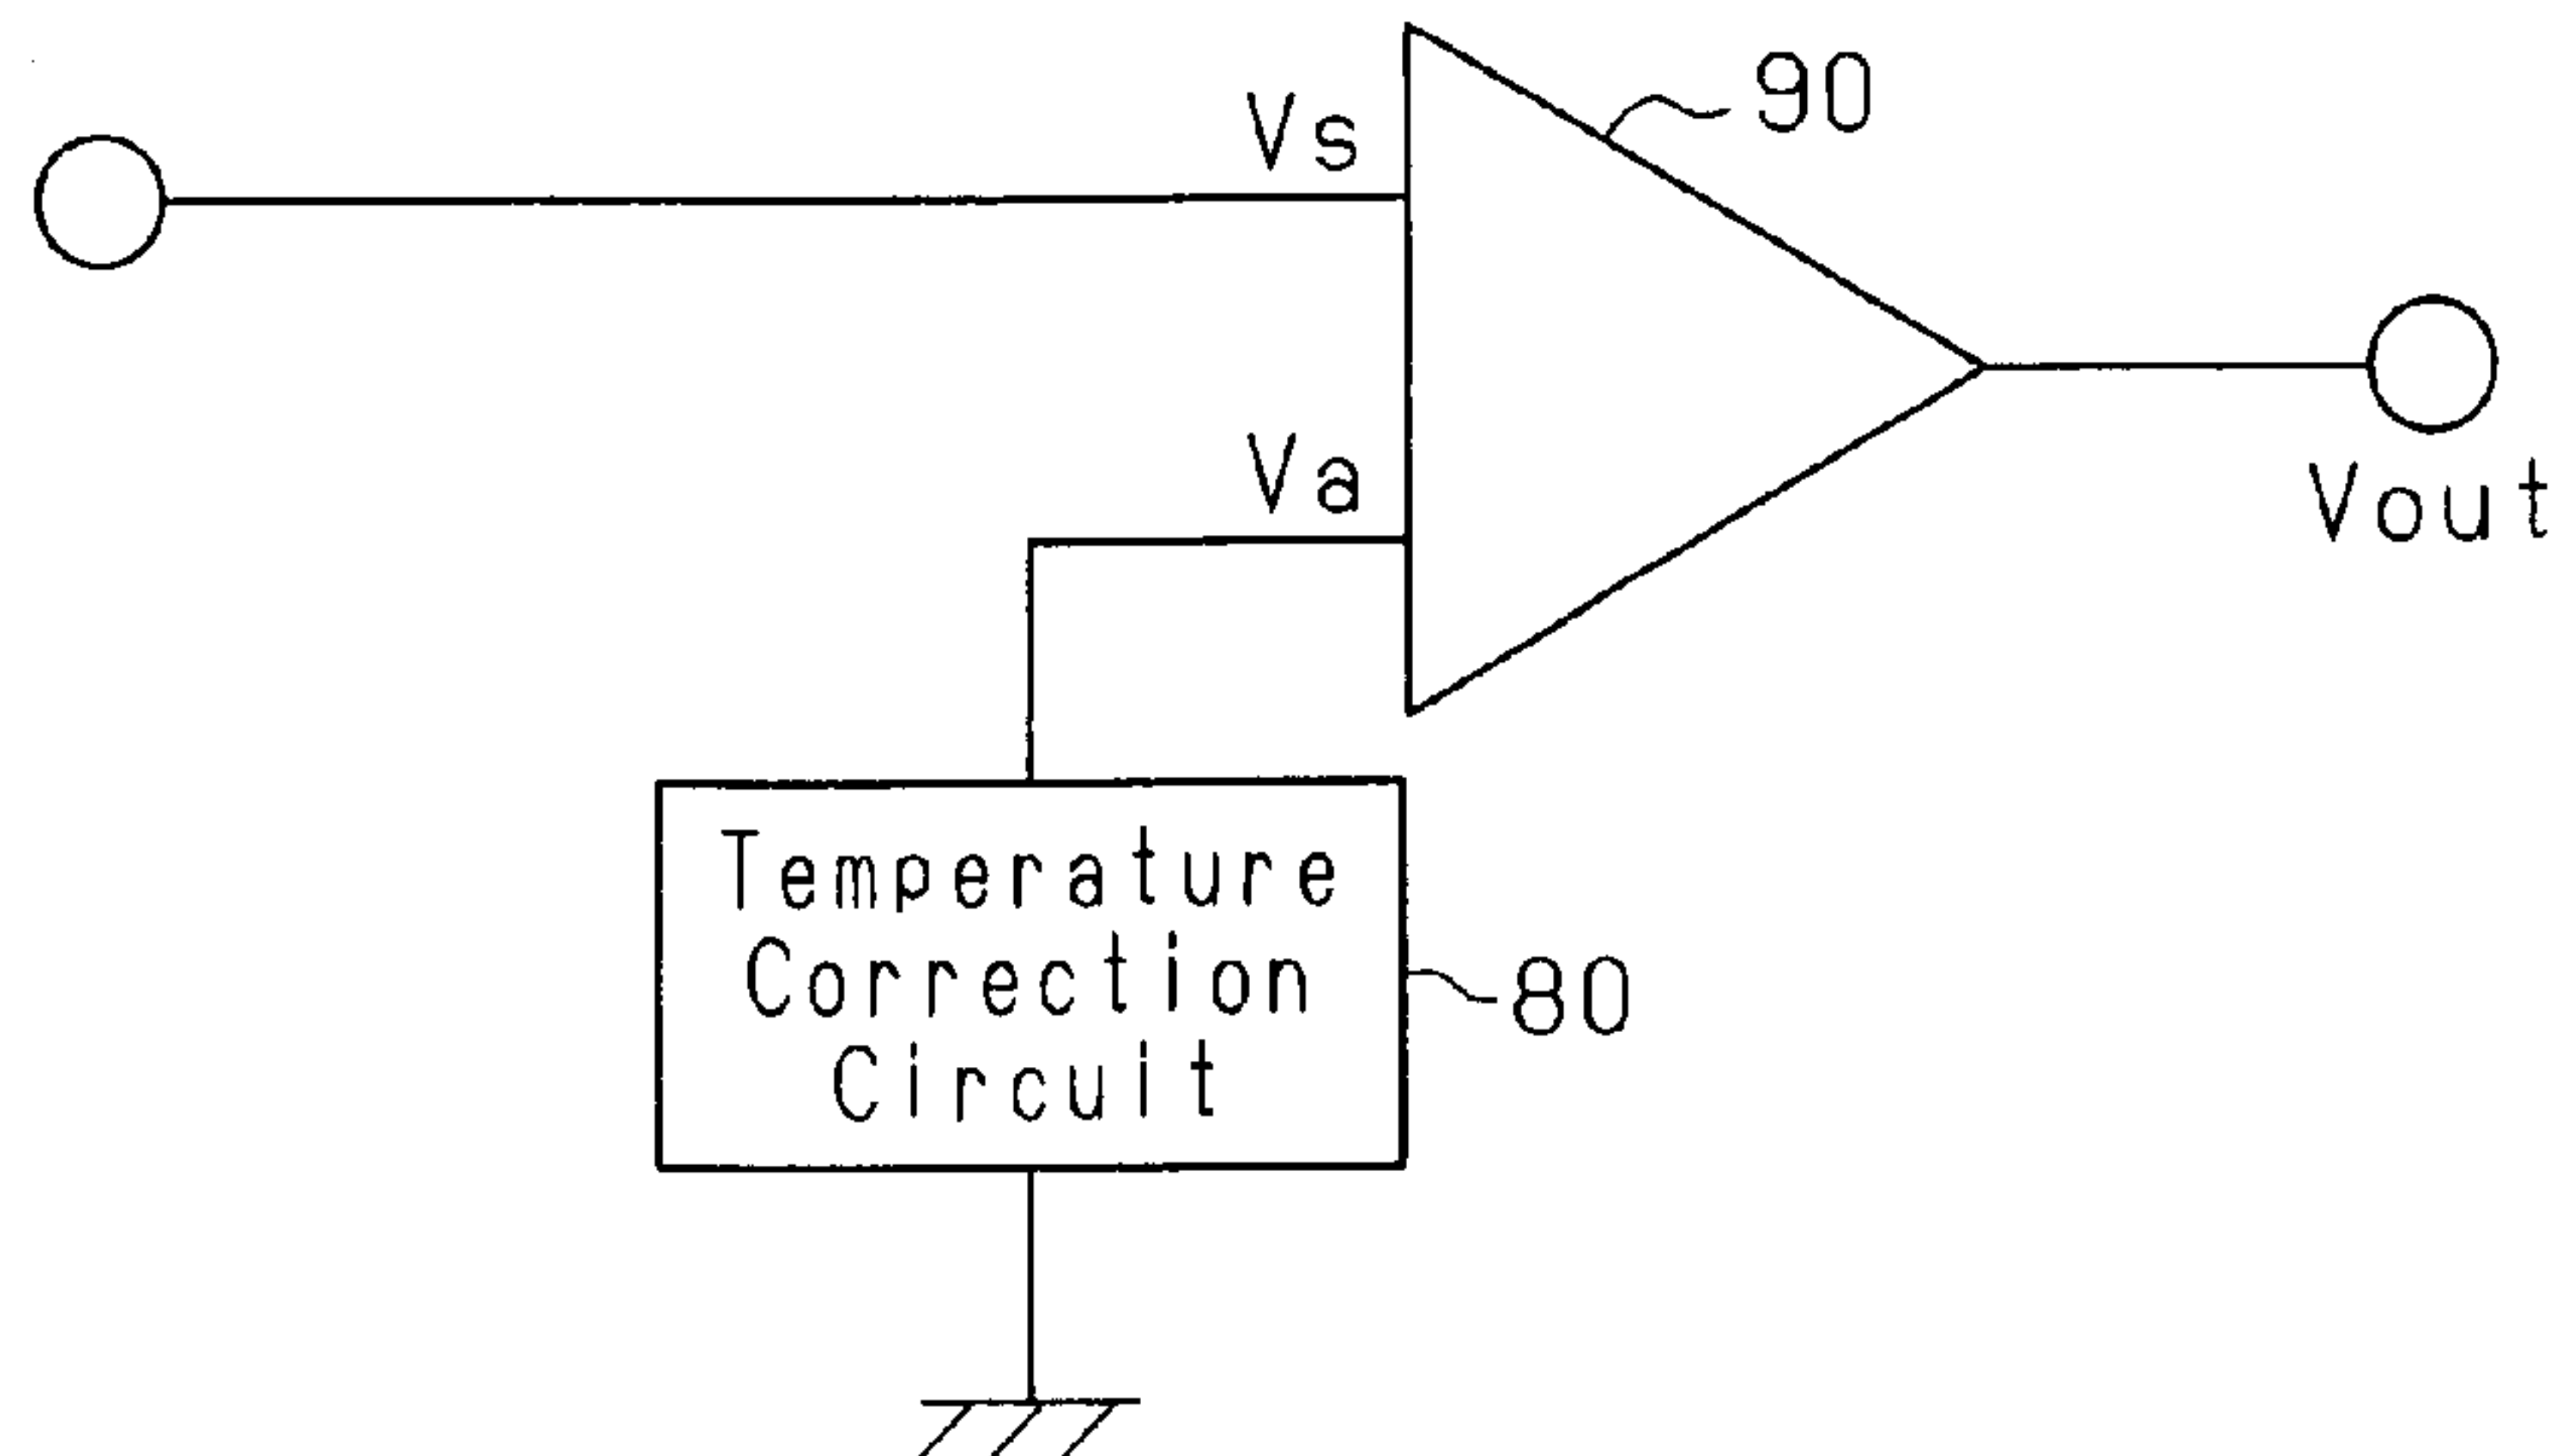 90
Vs
Va
Vout
Temperature
Correction
Circuit
80